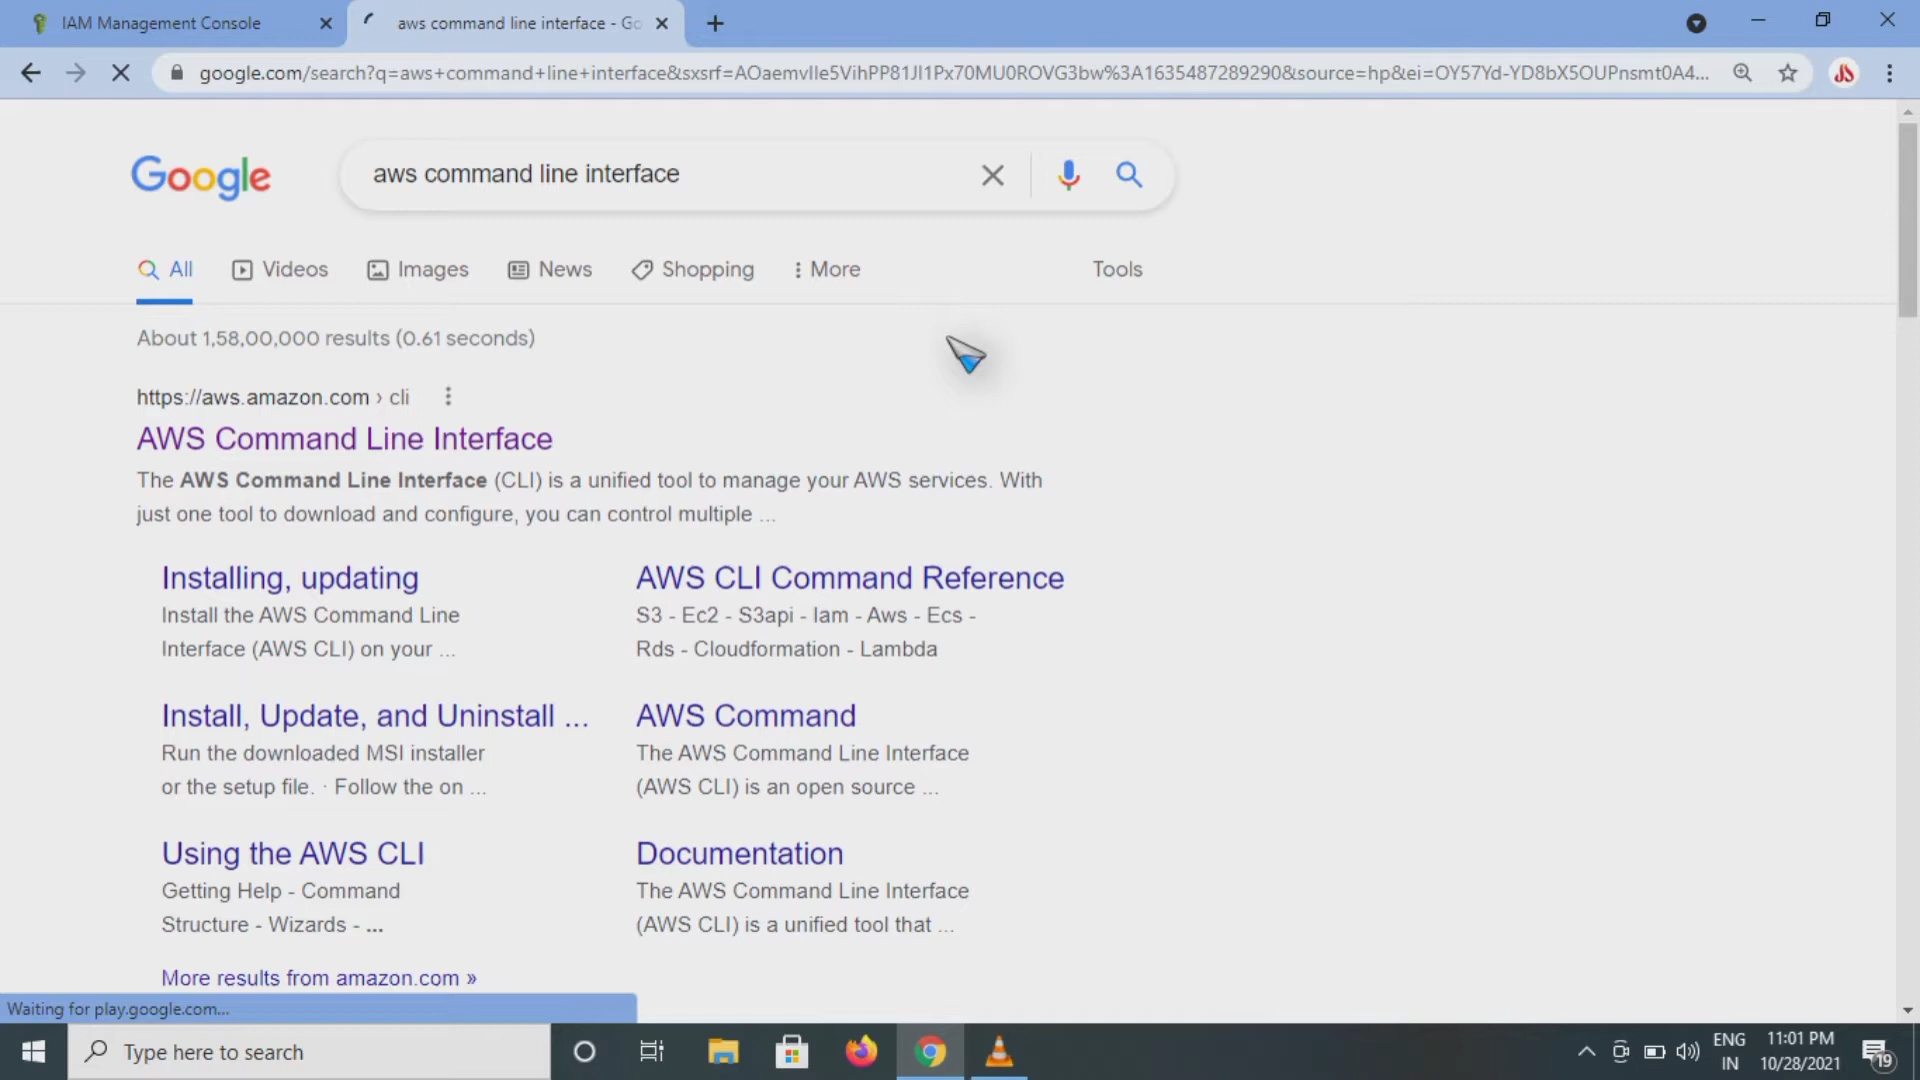 IAM Management Console
aws command line interface - Go
google.com/search?q=aws+command+line+interface&sxsrf=AOaemvIle5VihPP81Jl1Px70MU0ROVG3bw%3A1635487289290&source=hp&ei=OY57Yd-YD8bX5OUPnsmt0A4...
JS
Google
aws command line interface
All
Videos
Images
News
Shopping
More
Tools
About 1,58,00,000 results (0.61 seconds)
https://aws.amazon.com › cli
AWS Command Line Interface
The AWS Command Line Interface (CLI) is a unified tool to manage your AWS services. With
just one tool to download and configure, you can control multiple ...
Installing, updating
Install the AWS Command Line
Interface (AWS CLI) on your ...
AWS CLI Command Reference
S3 - Ec2 - S3api - Iam - Aws - Ecs -
Rds - Cloudformation - Lambda
Install, Update, and Uninstall ...
Run the downloaded MSI installer
or the setup file. · Follow the on ...
AWS Command
The AWS Command Line Interface
(AWS CLI) is an open source ...
Using the AWS CLI
Getting Help - Command
Structure - Wizards - ...
Documentation
The AWS Command Line Interface
(AWS CLI) is a unified tool that ...
More results from amazon.com »
Waiting for play.google.com...
Type here to search
ENG
IN
11:01 PM
10/28/2021
19